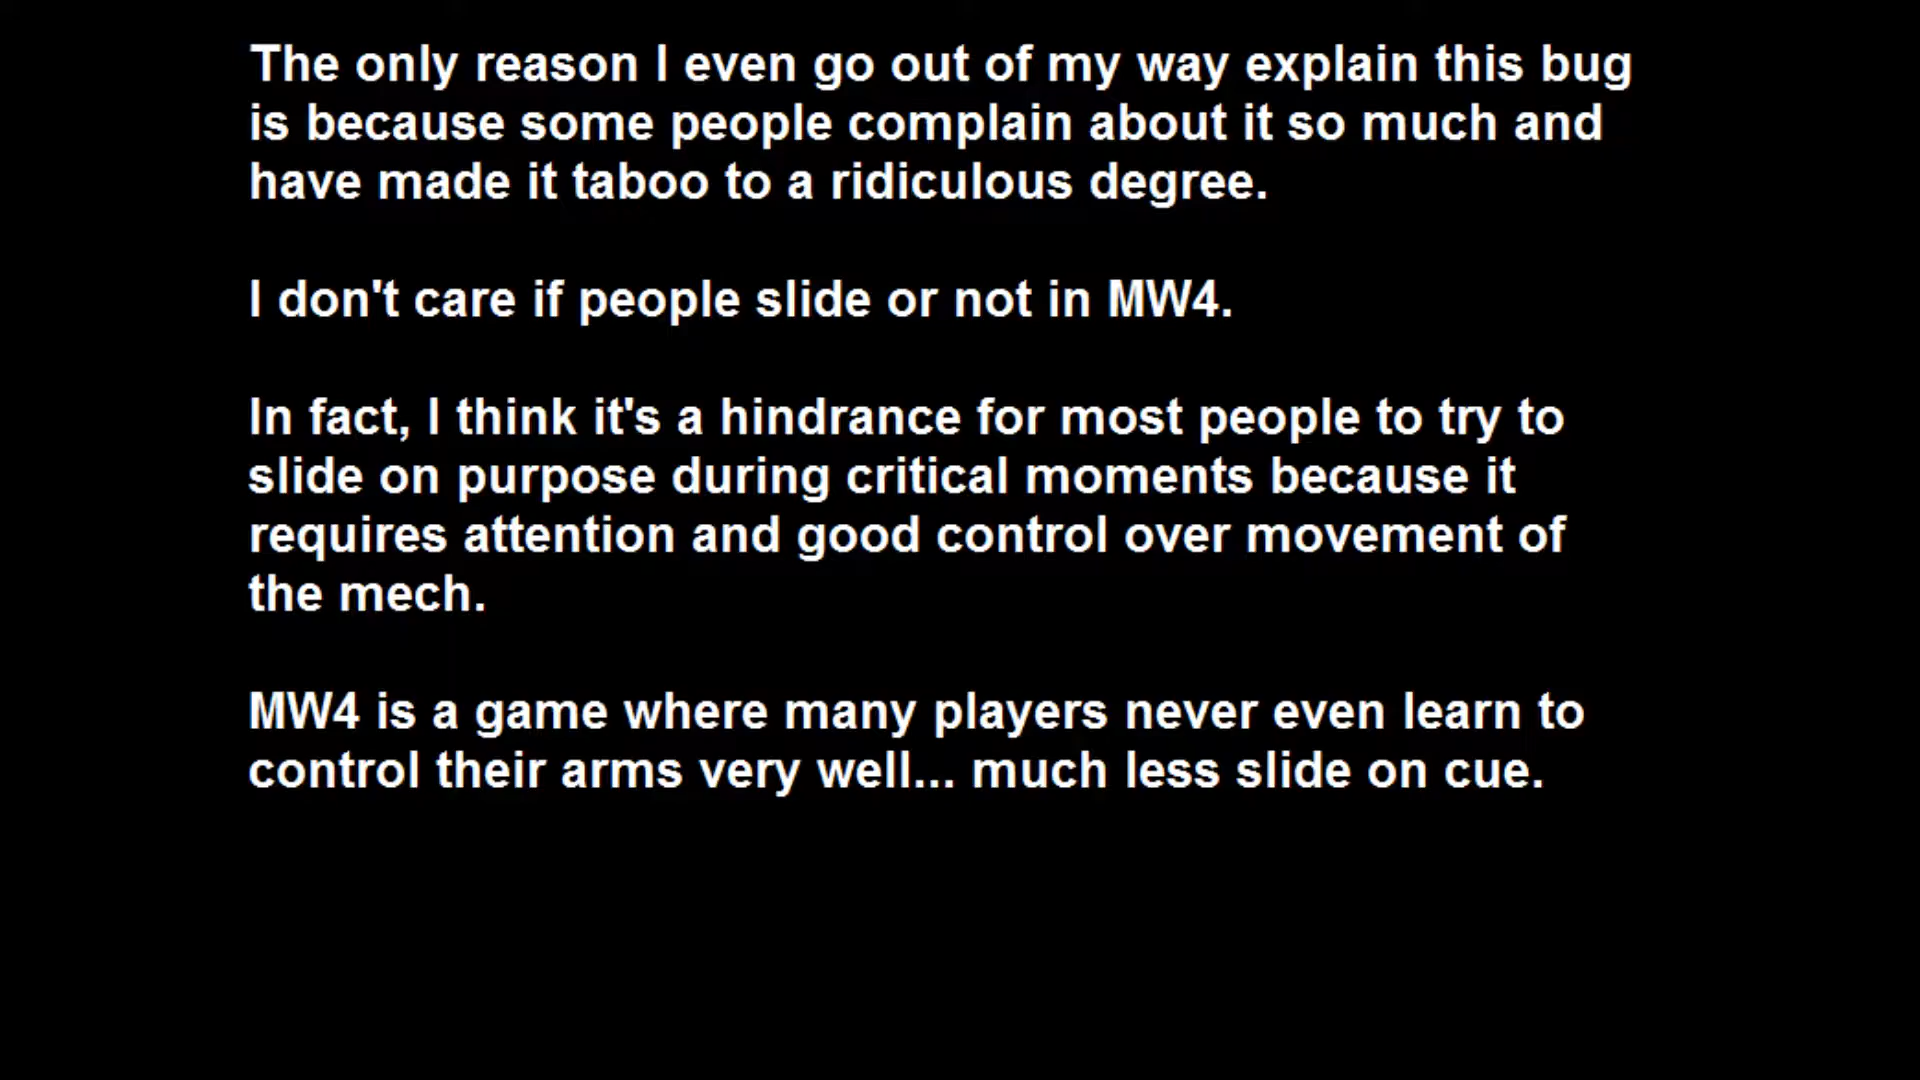 The only reason I even go out of my way explain this bug
is because some people complain about it so much and
have made it taboo to a ridiculous degree.
I don't care if people slide or not in MW4.
In fact, I think it's a hindrance for most people to try to
slide on purpose during critical moments because it
requires attention and good control over movement of
the mech.
MW4 is a game where many players never even learn to
control their arms very well... much less slide on cue.